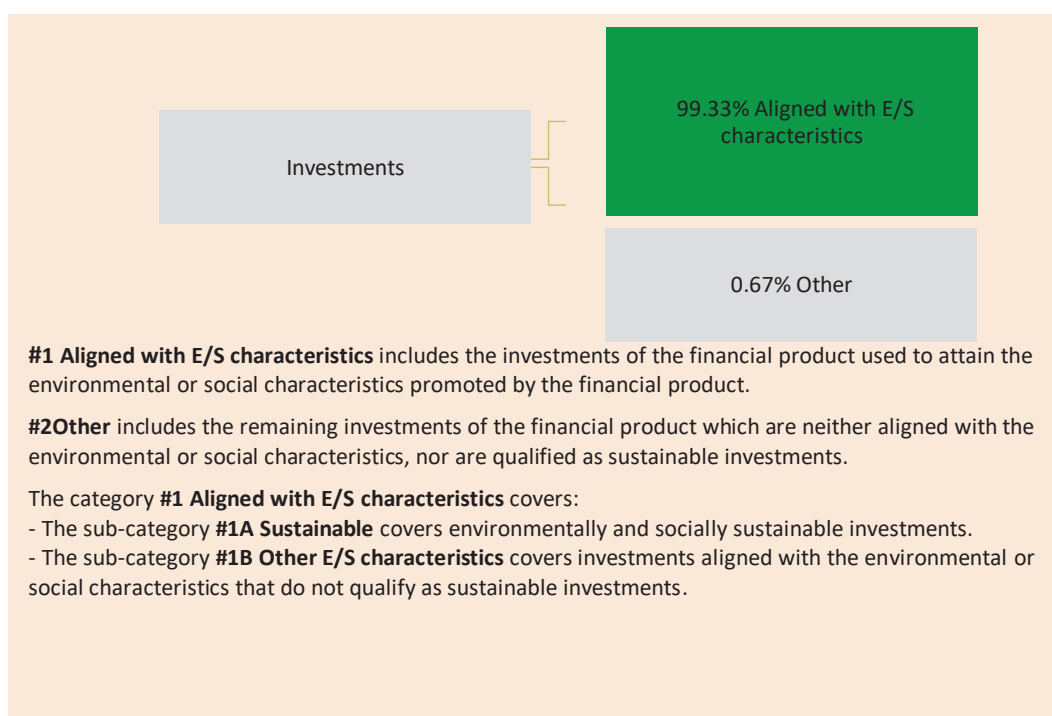 99.33% Aligned with E/S
characteristics
Investments
0.67% Other
#1 Aligned with E/S characteristics includes the investments of the financial product used to attain the
environmental or social characteristics promoted by the financial product.
#2Other includes the remaining investments of the financial product which are neither aligned with the
environmental or social characteristics, nor are qualified as sustainable investments.
The category #1 Aligned with E/S characteristics covers:
- The sub-category #1A Sustainable covers environmentally and socially sustainable investments.
- The sub-category #1B Other E/S characteristics covers investments aligned with the environmental or
social characteristics that do not qualify as sustainable investments.